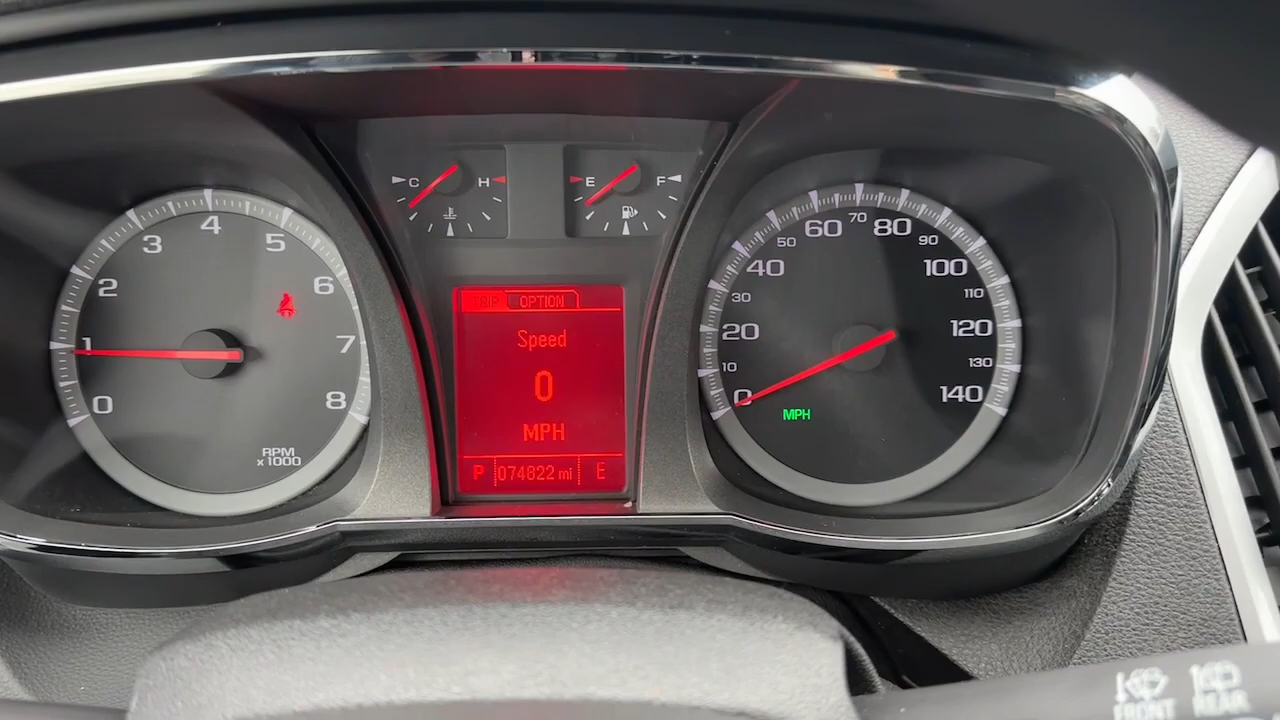 C H
E F
4
3 5
2 6
1 7
0 8
RPM
x1000
TRIP OPTION
Speed
0
MPH
P 074822 mi E
70
60 80
50 90
40 100
30 110
20 120
10 130
0 140
MPH
FRONT REAR